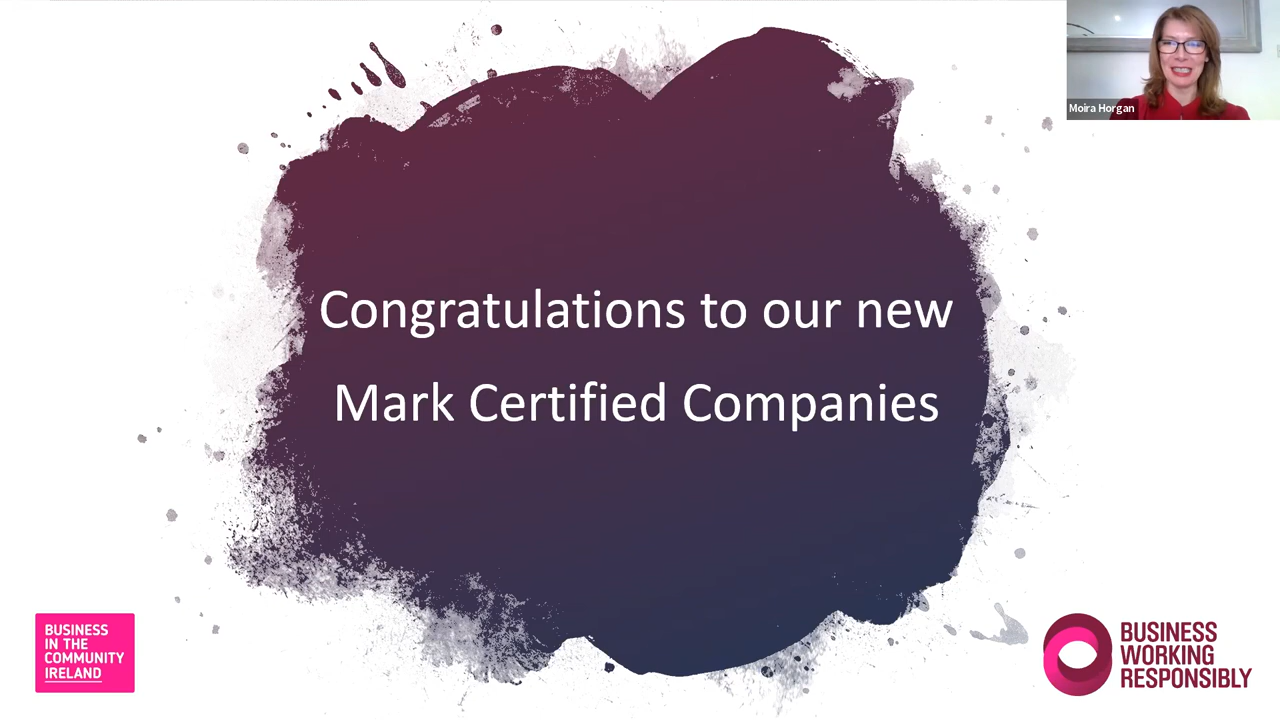 Moira Horgan
Congratulations to our new
Mark Certified Companies
BUSINESS
IN THE
COMMUNITY
IRELAND
BUSINESS
WORKING
RESPONSIBLY